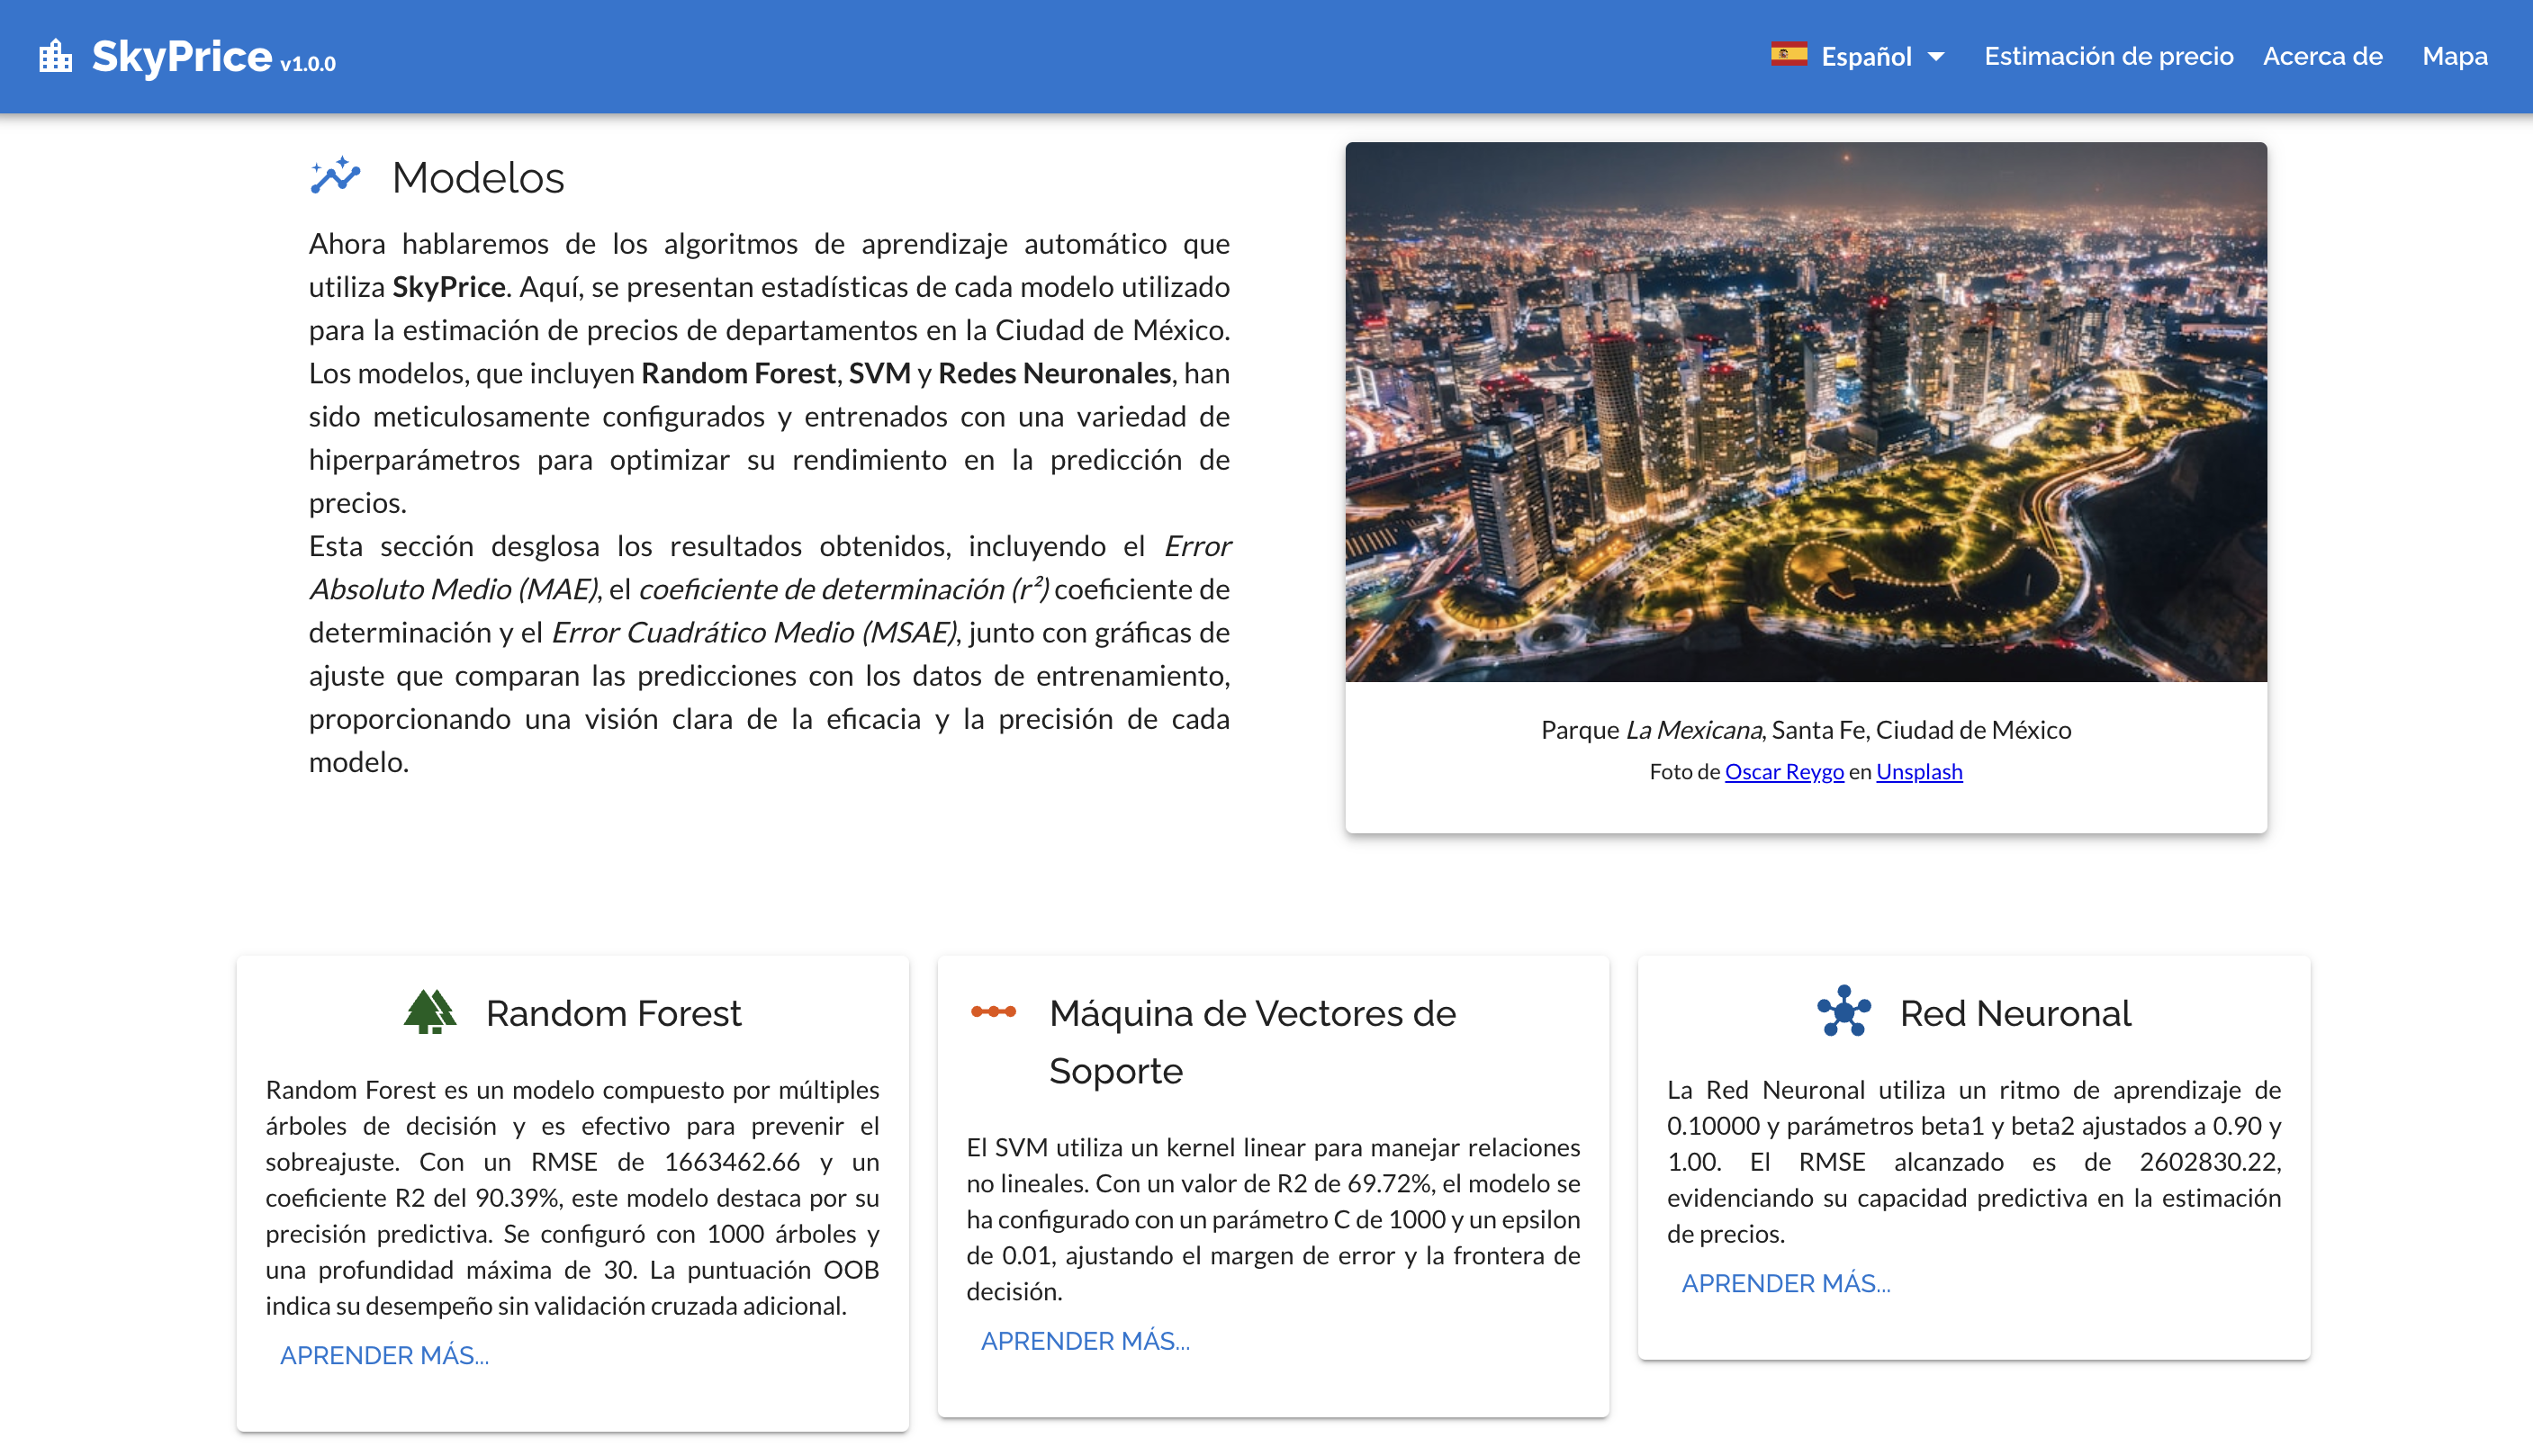 SkyPrice v1.0.0
Español
Estimación de precio
Acerca de
Mapa
Modelos
Ahora hablaremos de los algoritmos de aprendizaje automático que
utiliza SkyPrice. Aquí, se presentan estadísticas de cada modelo utilizado
para la estimación de precios de departamentos en la Ciudad de México.
Los modelos, que incluyen Random Forest, SVM y Redes Neuronales, han
sido meticulosamente configurados y entrenados con una variedad de
hiperparámetros para optimizar su rendimiento en la predicción de
precios.
Esta sección desglosa los resultados obtenidos, incluyendo el Error
Absoluto Medio (MAE), el coeficiente de determinación (r²) coeficiente de
determinación y el Error Cuadrático Medio (MSAE), junto con gráficas de
ajuste que comparan las predicciones con los datos de entrenamiento,
proporcionando una visión clara de la eficacia y la precisión de cada
modelo.
Parque La Mexicana, Santa Fe, Ciudad de México
Foto de Oscar Reygo en Unsplash
Random Forest
Random Forest es un modelo compuesto por múltiples
árboles de decisión y es efectivo para prevenir el
sobreajuste. Con un RMSE de 1663462.66 y un
coeficiente R2 del 90.39%, este modelo destaca por su
precisión predictiva. Se configuró con 1000 árboles y
una profundidad máxima de 30. La puntuación OOB
indica su desempeño sin validación cruzada adicional.
APRENDER MÁS...
Máquina de Vectores de
Soporte
El SVM utiliza un kernel linear para manejar relaciones
no lineales. Con un valor de R2 de 69.72%, el modelo se
ha configurado con un parámetro C de 1000 y un epsilon
de 0.01, ajustando el margen de error y la frontera de
decisión.
APRENDER MÁS...
Red Neuronal
La Red Neuronal utiliza un ritmo de aprendizaje de
0.10000 y parámetros beta1 y beta2 ajustados a 0.90 y
1.00. El RMSE alcanzado es de 2602830.22,
evidenciando su capacidad predictiva en la estimación
de precios.
APRENDER MÁS...